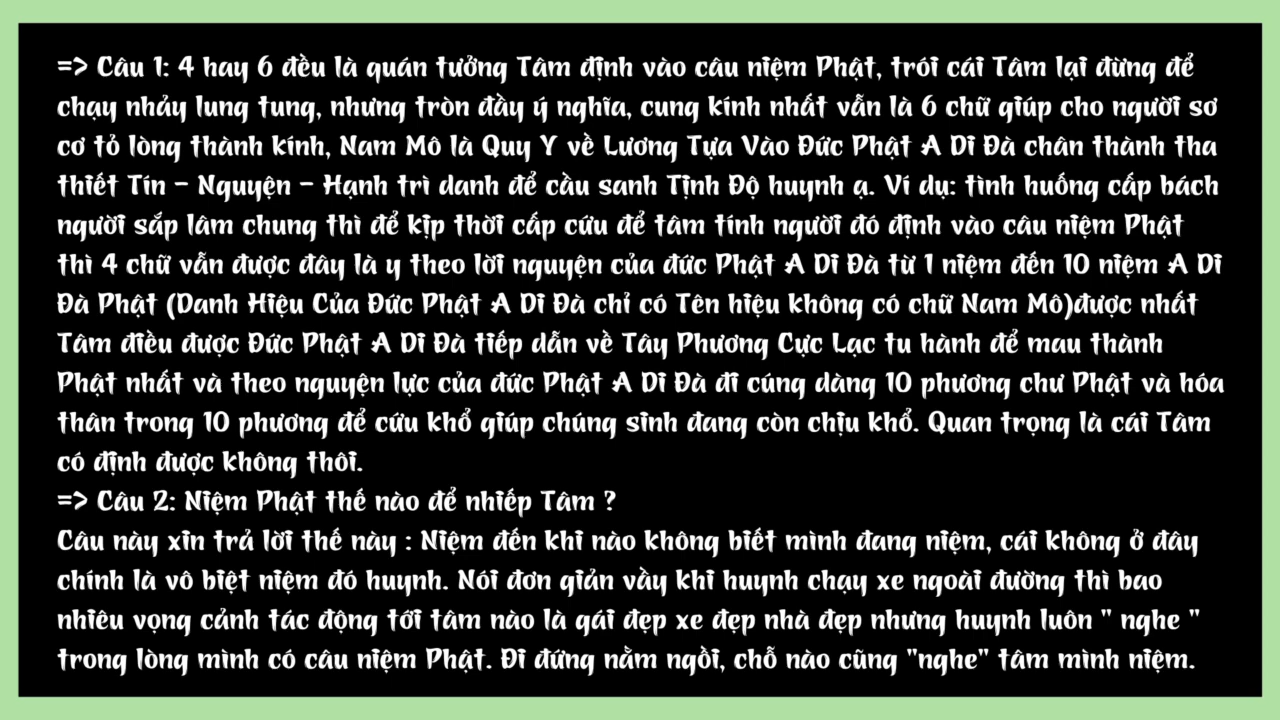 => Câu 1: 4 hay 6 đều là quán tưởng Tâm định vào câu niệm Phật, trói cái Tâm lại đừng để
chạy nhảy lung tung, nhưng tròn đầy ý nghĩa, cung kính nhất vẫn là 6 chữ giúp cho người sơ
cơ tỏ lòng thành kính, Nam Mô là Quy Y về Lương Tựa Vào Đức Phật A Di Đà chân thành tha
thiết Tín - Nguyện - Hạnh trì danh để cầu sanh Tịnh Độ huynh ạ. Ví dụ: tình huống cấp bách
người sắp lâm chung thì để kịp thời cấp cứu để tâm tính người đó định vào câu niệm Phật
thì 4 chữ vẫn được đây là y theo lời nguyện của đức Phật A Di Đà từ 1 niệm đến 10 niệm A Di
Đà Phật (Danh Hiệu Của Đức Phật A Di Đà chỉ có Tên hiệu không có chữ Nam Mô)được nhất
Tâm điều được Đức Phật A Di Đà tiếp dẫn về Tây Phương Cực Lạc tu hành để mau thành
Phật nhất và theo nguyện lực của đức Phật A Di Đà đi cúng dàng 10 phương chư Phật và hóa
thân trong 10 phương để cứu khổ giúp chúng sinh đang còn chịu khổ. Quan trọng là cái Tâm
có định được không thôi.
=> Câu 2: Niệm Phật thế nào để nhiếp Tâm ?
Câu này xin trả lời thế này : Niệm đến khi nào không biết mình đang niệm, cái không ở đây
chính là vô biệt niệm đó huynh. Nói đơn giản vầy khi huynh chạy xe ngoài đường thì bao
nhiêu vọng cảnh tác động tới tâm nào là gái đẹp xe đẹp nhà đẹp nhưng huynh luôn " nghe "
trong lòng mình có câu niệm Phật. Đi đứng nằm ngồi, chỗ nào cũng "nghe" tâm mình niệm.